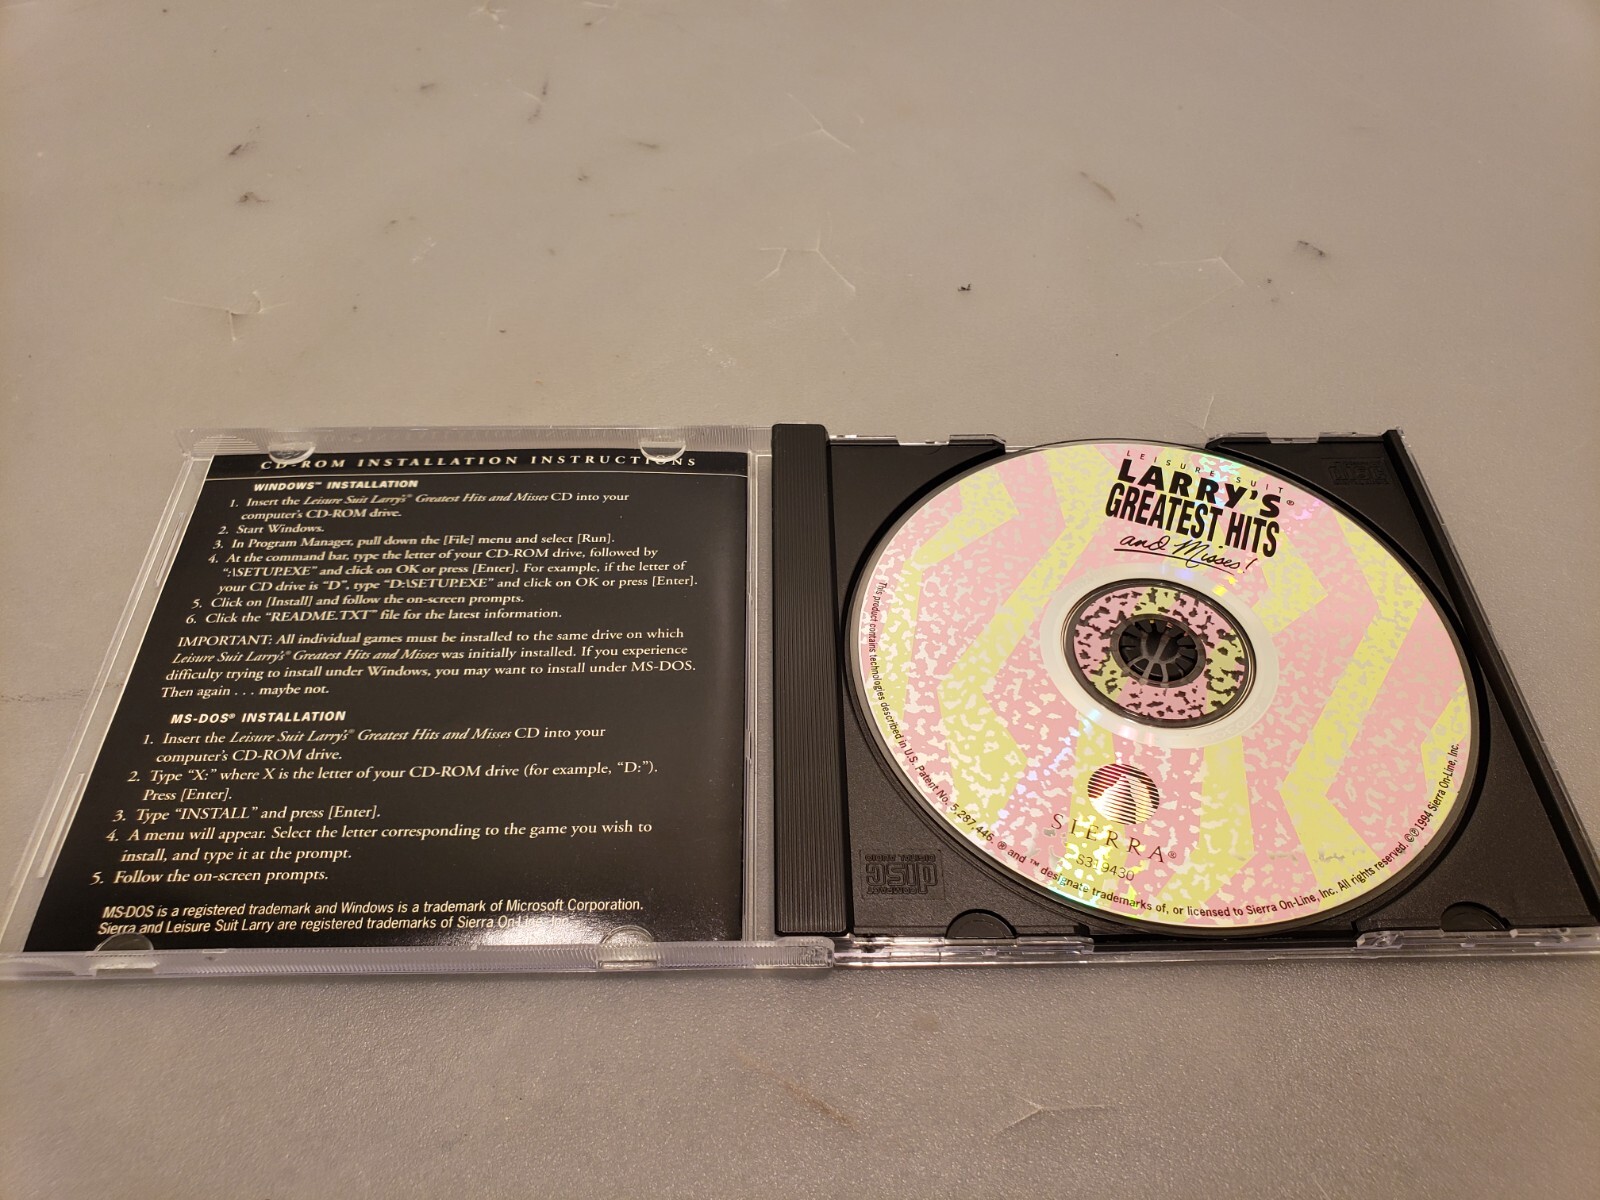 CD-ROM INSTALLATION INSTRUCTIONS
WINDOWS™ INSTALLATION
1. Insert the Leisure Suit Larry's® Greatest Hits and Misses CD into your
computer's CD-ROM drive.
2. Start Windows.
3. In Program Manager, pull down the [File] menu and select [Run].
4. At the command bar, type the letter of your CD-ROM drive, followed by
":\SETUP.EXE" and click on OK or press [Enter]. For example, if the letter of
your CD drive is "D", type "D:\SETUP.EXE" and click on OK or press [Enter].
5. Click on [Install] and follow the on-screen prompts.
6. Click the "README.TXT" file for the latest information.
IMPORTANT: All individual games must be installed to the same drive on which
Leisure Suit Larry's® Greatest Hits and Misses was initially installed. If you experience
difficulty trying to install under Windows, you may want to install under MS-DOS.
Then again . . . maybe not.
MS-DOS® INSTALLATION
1. Insert the Leisure Suit Larry's® Greatest Hits and Misses CD into your
computer's CD-ROM drive.
2. Type "X:" where X is the letter of your CD-ROM drive (for example, "D:").
Press [Enter].
3. Type "INSTALL" and press [Enter].
4. A menu will appear. Select the letter corresponding to the game you wish to
install, and type it at the prompt.
5. Follow the on-screen prompts.
MS-DOS is a registered trademark and Windows is a trademark of Microsoft Corporation.
Sierra and Leisure Suit Larry are registered trademarks of Sierra On-Line, Inc.
LEISURE SUIT
LARRY'S®
GREATEST HITS
and Misses!
SIERRA®
S319430
This product contains technologies described in U.S. Patent No. 5,287,446. ® and ™ designate trademarks of, or licensed to Sierra On-Line, Inc. All rights reserved. ©℗ 1994 Sierra On-Line, Inc.
COMPACT
disc
DIGITAL AUDIO